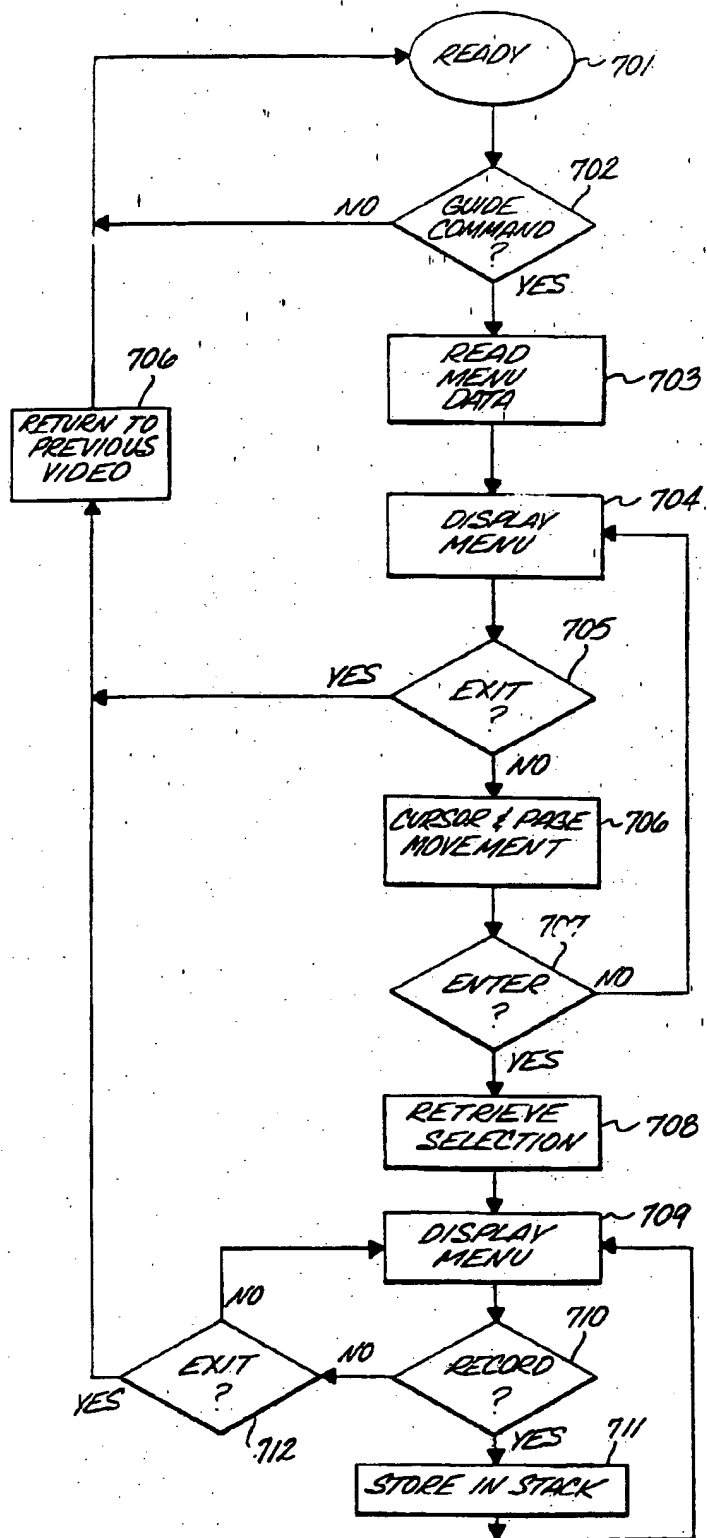 READY
701
702
GUIDE
COMMAND
?
NO
YES
READ
MENU
DATA
703
706
RETURN TO
PREVIOUS
VIDEO
704
DISPLAY
MENU
705
EXIT
?
YES
NO
CURSOR & PAGE
MOVEMENT
706
707
ENTER
?
NO
YES
RETRIEVE
SELECTION
708
709
DISPLAY
MENU
NO
710
RECORD
?
NO
EXIT
?
YES
712
YES
711
STORE IN STACK